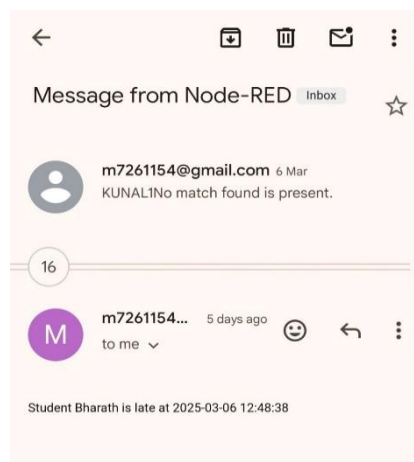 Message from Node-RED Inbox
m7261154@gmail.com 6 Mar
KUNAL1No match found is present.
16
M
m7261154... 5 days ago
to me
Student Bharath is late at 2025-03-06 12:48:38